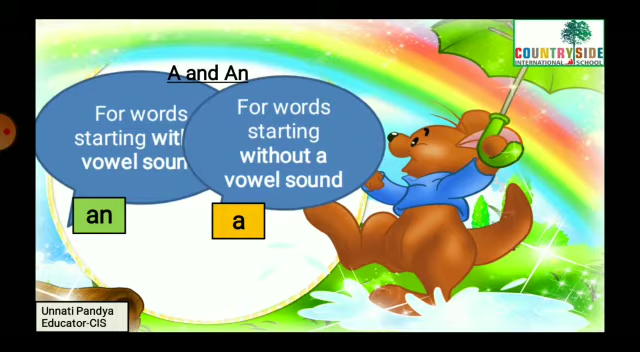 COUNTRYSIDE
INTERNATIONAL SCHOOL
A and An
For words
starting
vowel
an
For words
starting
without a
vowel sound
a
Unnati Pandya
Educator-CIS